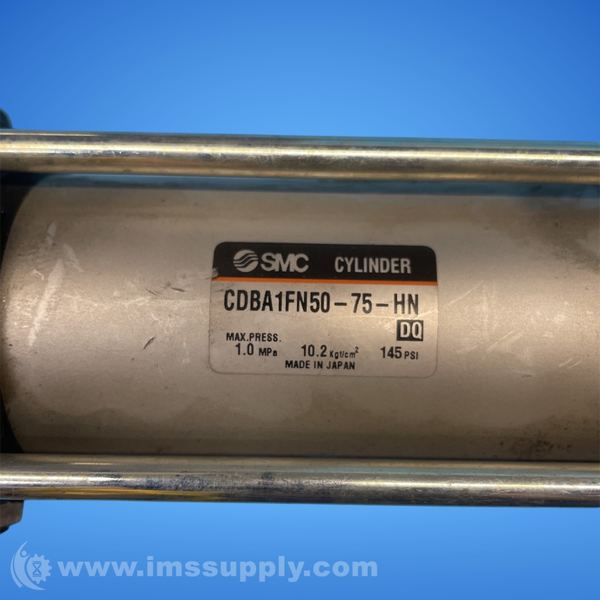 SMC CYLINDER
CDBA1FN50-75-HN
DQ
MAX.PRESS.
1.0 MPa 10.2 Kgf/cm² 145 PSI
MADE IN JAPAN
www.imssupply.com